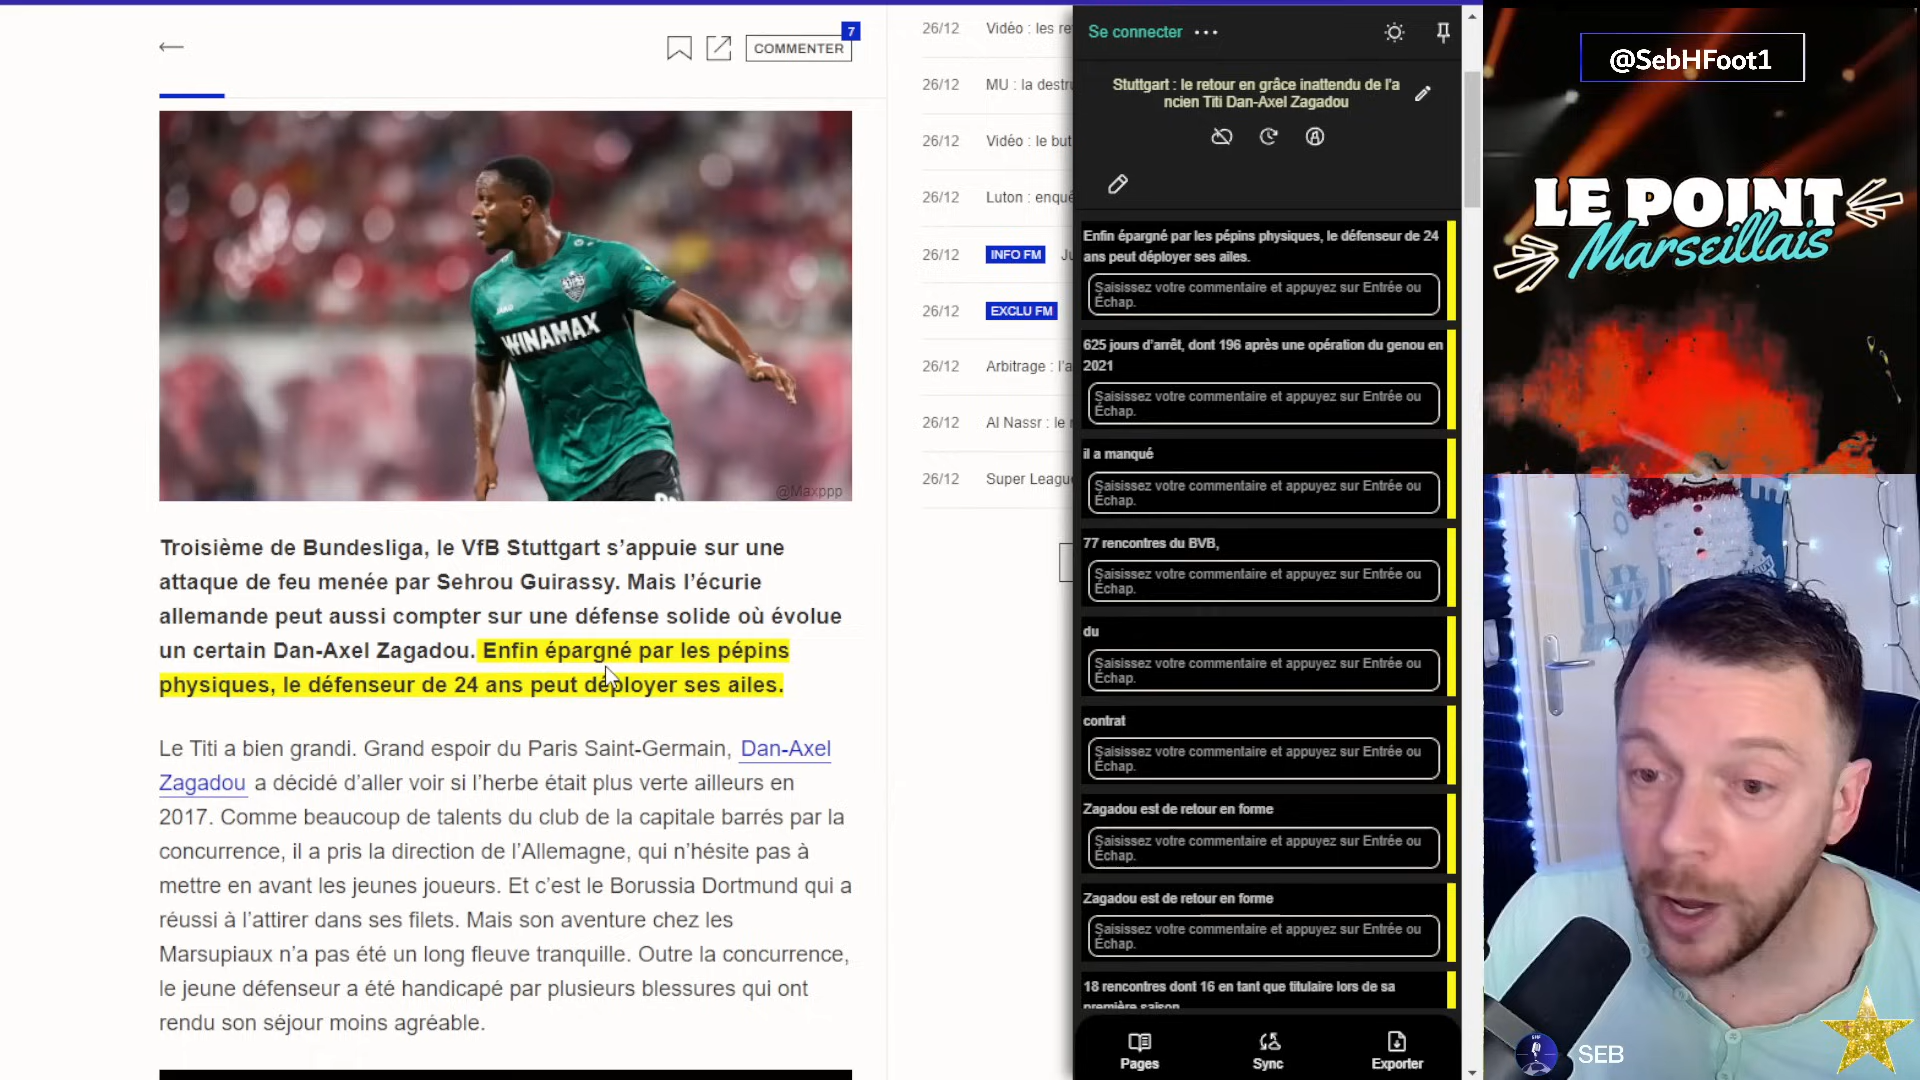 7
COMMENTER
WINAMAX
@Maxppp
Troisième de Bundesliga, le VfB Stuttgart s’appuie sur une
attaque de feu menée par Sehrou Guirassy. Mais l’écurie
allemande peut aussi compter sur une défense solide où évolue
un certain Dan-Axel Zagadou. Enfin épargné par les pépins
physiques, le défenseur de 24 ans peut déployer ses ailes.
Le Titi a bien grandi. Grand espoir du Paris Saint-Germain, Dan-Axel
Zagadou a décidé d’aller voir si l’herbe était plus verte ailleurs en
2017. Comme beaucoup de talents du club de la capitale barrés par la
concurrence, il a pris la direction de l’Allemagne, qui n’hésite pas à
mettre en avant les jeunes joueurs. Et c’est le Borussia Dortmund qui a
réussi à l’attirer dans ses filets. Mais son aventure chez les
Marsupiaux n’a pas été un long fleuve tranquille. Outre la concurrence,
le jeune défenseur a été handicapé par plusieurs blessures qui ont
rendu son séjour moins agréable.
26/12 Vidéo : les re
26/12 MU : la destr
26/12 Vidéo : le but
26/12 Luton : enqu
26/12 INFO FM Ju
26/12 EXCLU FM
26/12 Arbitrage : l’a
26/12 Al Nassr : le
26/12 Super Leagu
Se connecter
Stuttgart : le retour en grâce inattendu de l'a
ncien Titi Dan-Axel Zagadou
Enfin épargné par les pépins physiques, le défenseur de 24
ans peut déployer ses ailes.
Saisissez votre commentaire et appuyez sur Entrée ou
Échap.
625 jours d’arrêt, dont 196 après une opération du genou en
2021
Saisissez votre commentaire et appuyez sur Entrée ou
Échap.
il a manqué
Saisissez votre commentaire et appuyez sur Entrée ou
Échap.
77 rencontres du BVB,
Saisissez votre commentaire et appuyez sur Entrée ou
Échap.
du
Saisissez votre commentaire et appuyez sur Entrée ou
Échap.
contrat
Saisissez votre commentaire et appuyez sur Entrée ou
Échap.
Zagadou est de retour en forme
Saisissez votre commentaire et appuyez sur Entrée ou
Échap.
Zagadou est de retour en forme
Saisissez votre commentaire et appuyez sur Entrée ou
Échap.
18 rencontres dont 16 en tant que titulaire lors de sa
première saison
Pages Sync Exporter
@SebHFoot1
LE POINT
Marseillais
SEB